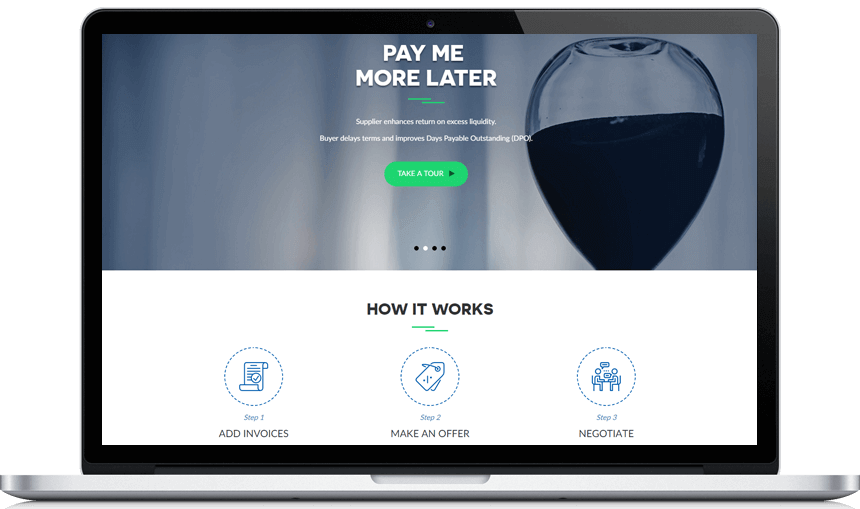 PAY ME
MORE LATER
Supplier enhances return on excess liquidity.
Buyer delays terms and improves Days Payable Outstanding (DPO).
TAKE A TOUR
HOW IT WORKS
Step 1
Step 2
Step 3
ADD INVOICES
MAKE AN OFFER
NEGOTIATE